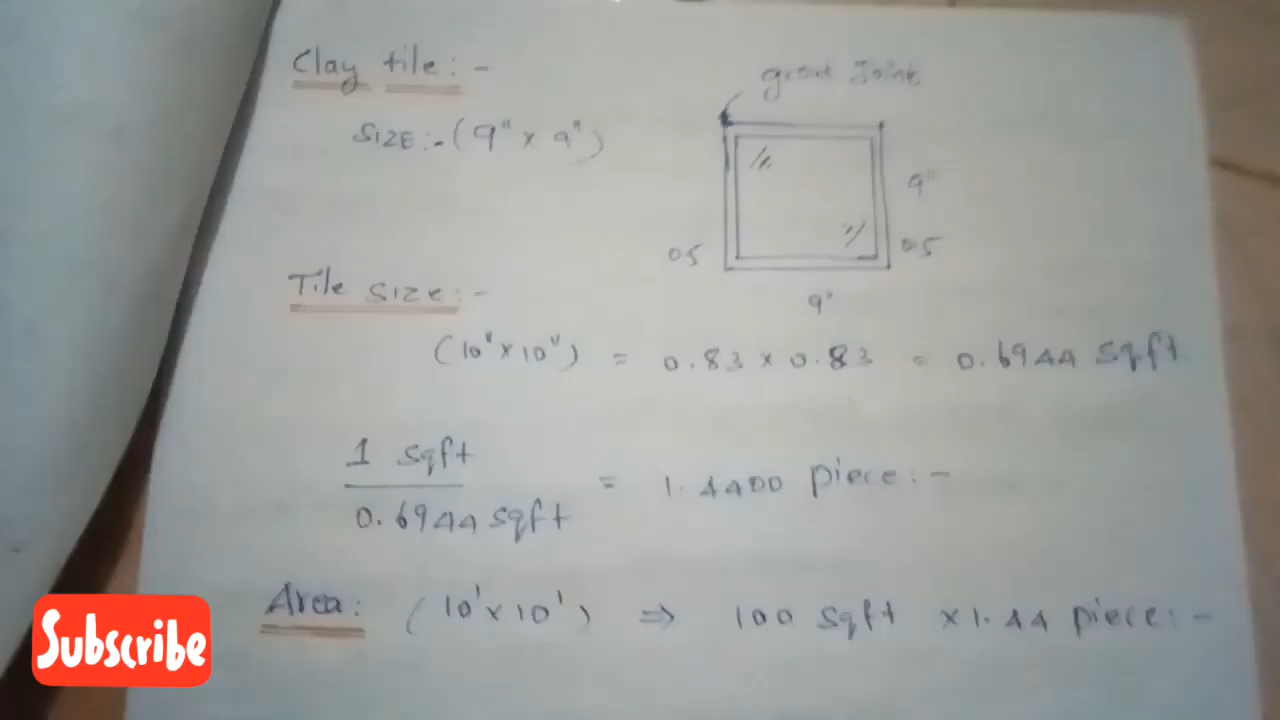 Clay tile:-
grout Joint
SIZE:-(9" x 9")
9"
0.5
0.5
9"
Tile SIZE:-
(10" x 10") = 0.83 x 0.83 = 0.6944 sqft
1 sqft
0.6944 sqft
= 1.4400 piece:-
Area: (10' x 10') ⇒ 100 sqft x 1.44 piece:-
Subscribe